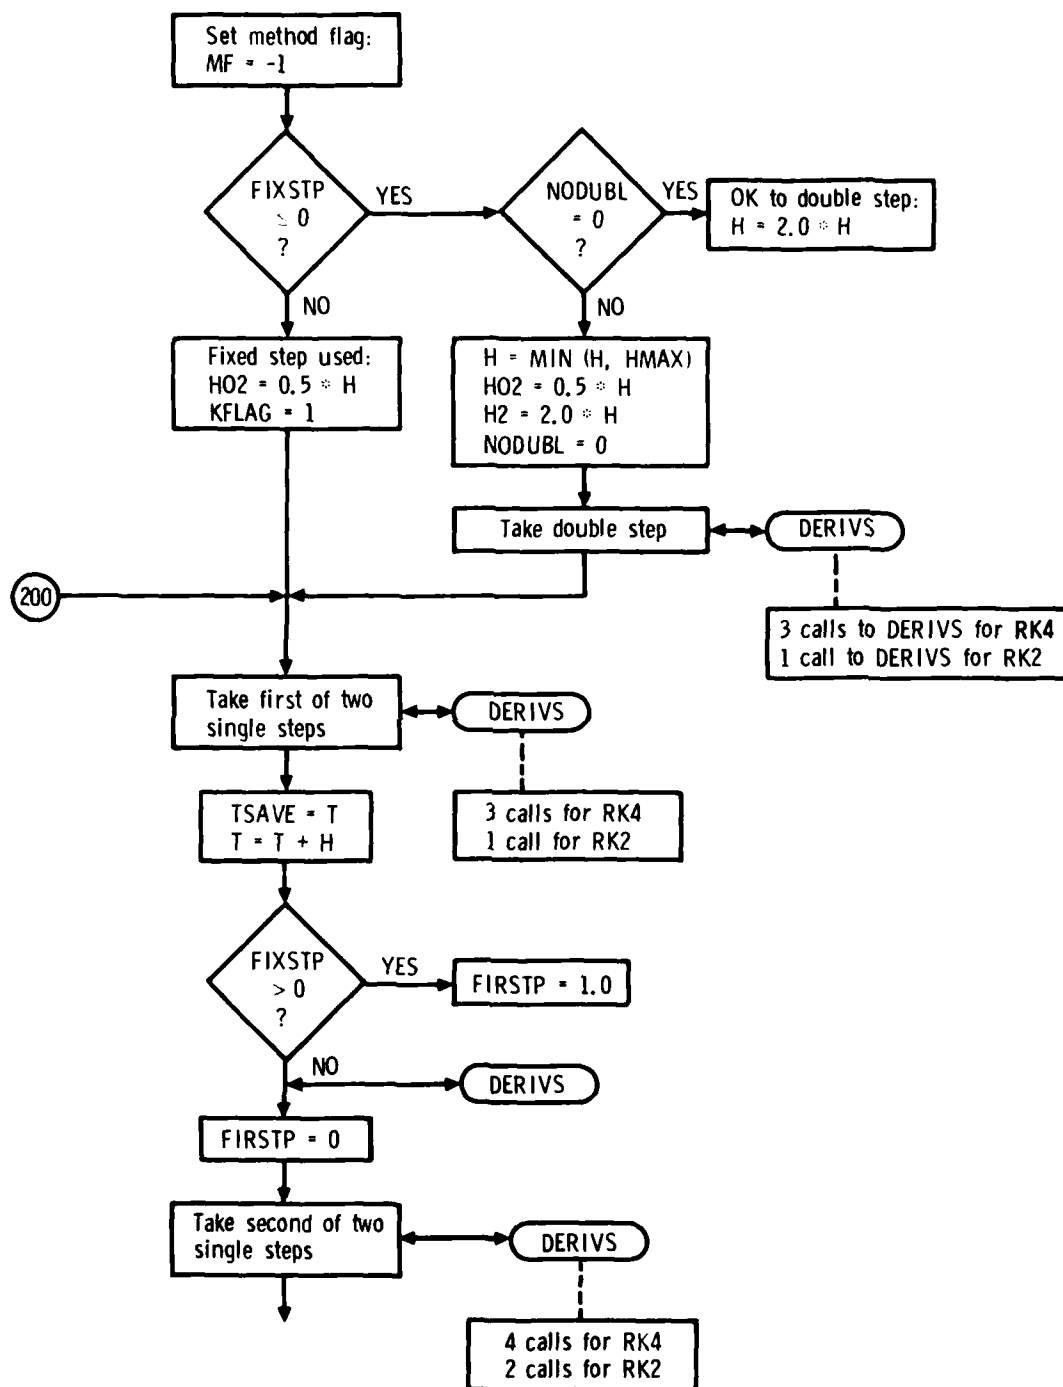 Set method flag:
MF = -1
FIXSTP
≤ 0
?
YES
NODUBL
= 0
?
YES
OK to double step:
H = 2.0 * H
NO
NO
Fixed step used:
HO2 = 0.5 * H
KFLAG = 1
H = MIN (H, HMAX)
HO2 = 0.5 * H
H2 = 2.0 * H
NODUBL = 0
Take double step
DERIVS
200
3 calls to DERIVS for RK4
1 call to DERIVS for RK2
Take first of two
single steps
DERIVS
TSAVE = T
T = T + H
3 calls for RK4
1 call for RK2
FIXSTP
> 0
?
YES
FIRSTP = 1.0
NO
DERIVS
FIRSTP = 0
Take second of two
single steps
DERIVS
4 calls for RK4
2 calls for RK2